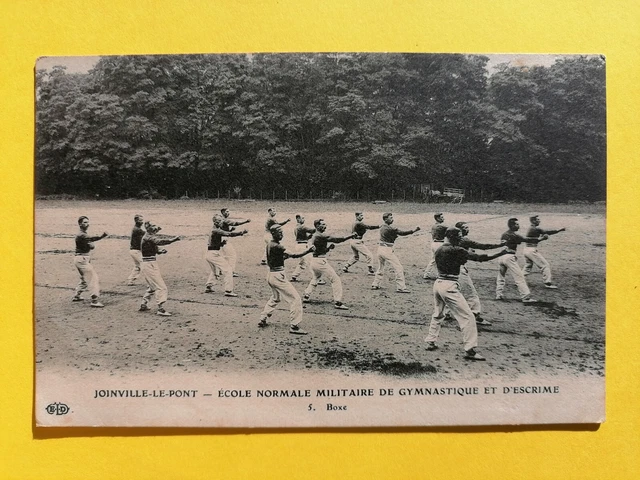 JOINVILLE-LE-PONT — ÉCOLE NORMALE MILITAIRE DE GYMNASTIQUE ET D'ESCRIME
5. Boxe
ELD